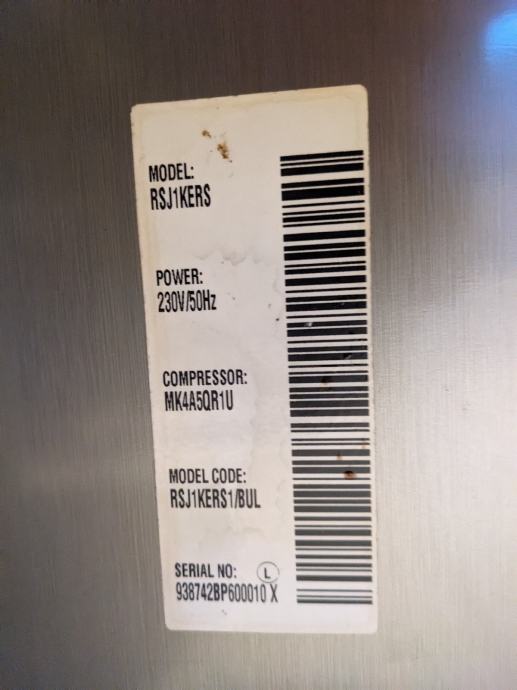 MODEL:
RSJ1KERS
POWER:
230V/50Hz
COMPRESSOR:
MK4A5QR1U
MODEL CODE:
RSJ1KERS1/BUL
SERIAL NO: L
938742BP600010 X